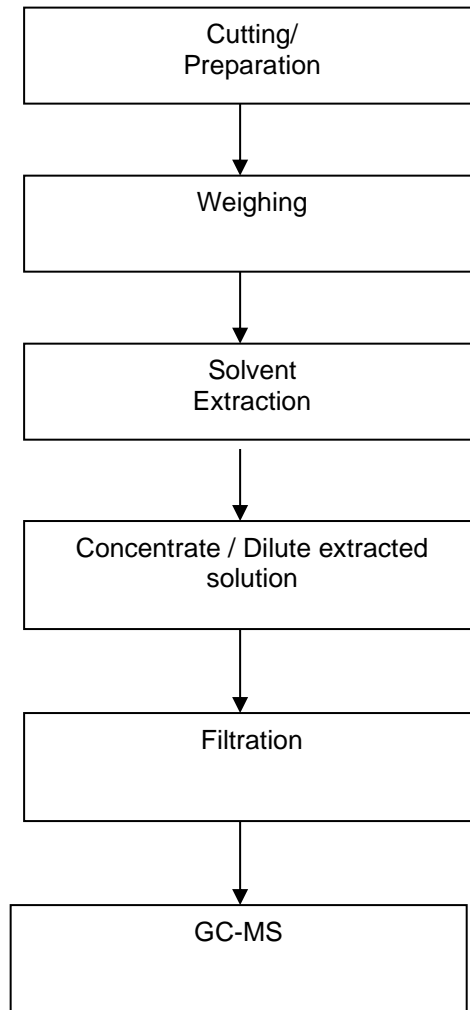 Cutting/
Preparation
Weighing
Solvent
Extraction
Concentrate / Dilute extracted
solution
Filtration
GC-MS